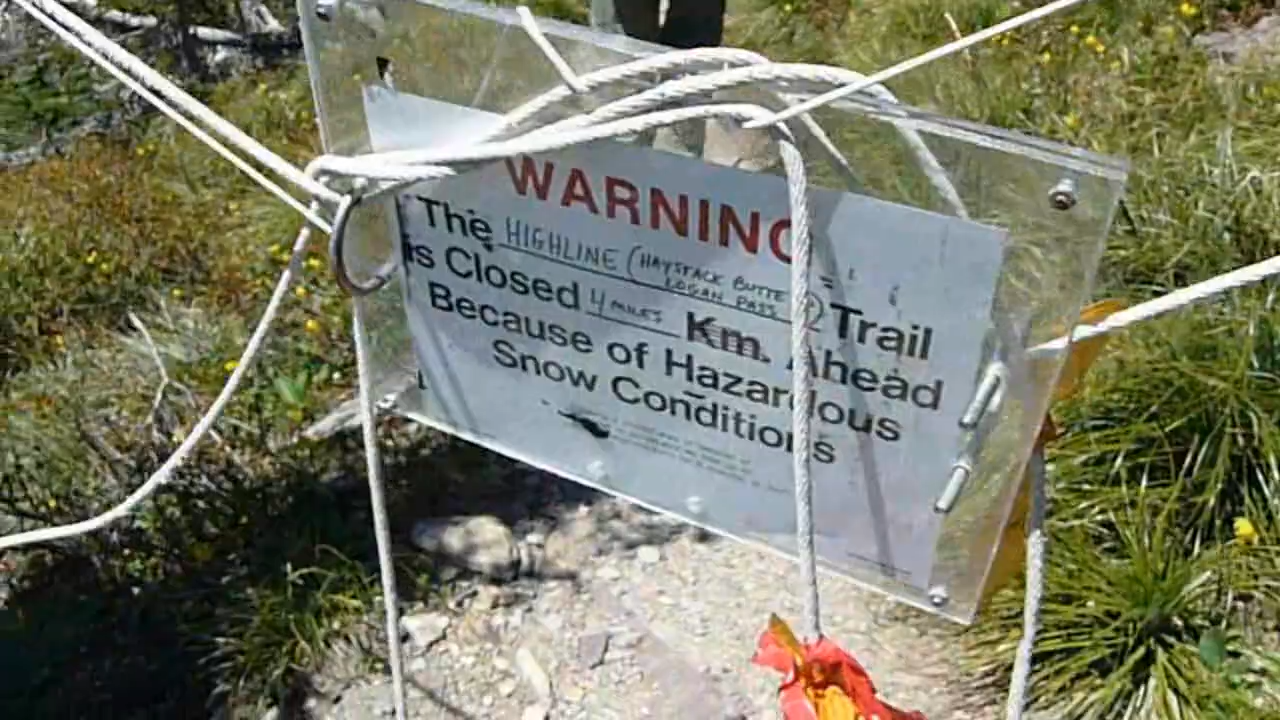 WARNING
The HIGHLINE (HAYSTACK BUTTE Trail
LOGAN PASS
is Closed 4 MILES Km. Ahead
Because of Hazardous
Snow Conditions